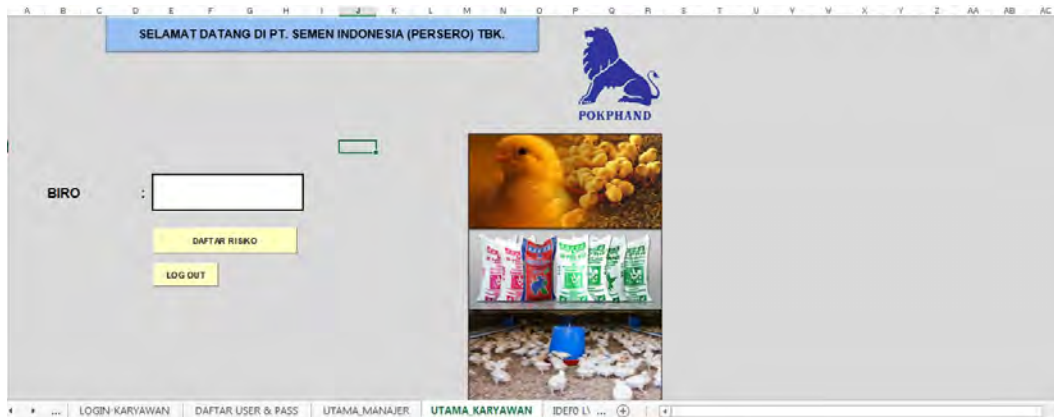 A B C D E F G H I J K L M N O P Q R S T U V W X Y Z AA AB AC
SELAMAT DATANG DI PT. SEMEN INDONESIA (PERSERO) TBK.
POKPHAND
BIRO :
DAFTAR RISIKO
LOG OUT
... LOGIN-KARYAWAN DAFTAR USER & PASS UTAMA_MANAJER UTAMA_KARYAWAN IDEF0 ...